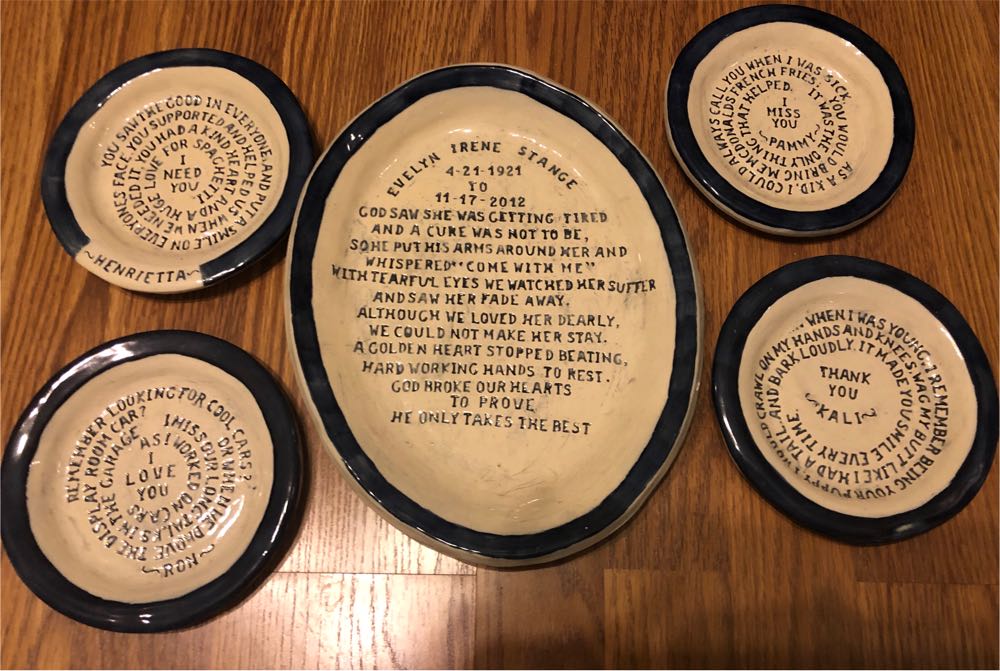 YOU SAW THE GOOD IN EVERYONE, AND PUT A SMILE ON EVERYONES FACE. YOU SUPPORTED AND HELPED US WHEN WE NEEDED IT. YOU HAD A KIND HEART AND A HUGE LOVE FOR SPAGHETTI.
I
NEED
YOU.
~HENRIETTA~
EVELYN IRENE STANGE
4-21-1921
TO
11-17-2012
GOD SAW SHE WAS GETTING TIRED
AND A CURE WAS NOT TO BE,
SO HE PUT HIS ARMS AROUND HER AND
WHISPERED "COME WITH ME"
WITH TEARFUL EYES WE WATCHED HER SUFFER
AND SAW HER FADE AWAY.
ALTHOUGH WE LOVED HER DEARLY,
WE COULD NOT MAKE HER STAY.
A GOLDEN HEART STOPPED BEATING,
HARD WORKING HANDS TO REST.
GOD BROKE OUR HEARTS
TO PROVE
HE ONLY TAKES THE BEST
AS A KID, I COULD ALWAYS CALL YOU WHEN I WAS SICK. YOU WOULD BRING ME MCDONALDS FRENCH FRIES. IT WAS THE ONLY THING THAT HELPED.
I
MISS
YOU
~PAMMY~
REMEMBER LOOKING FOR COOL CARS? OR WHEN WE DROVE THE DISPLAY ROOM CAR? I MISS OUR LONG TALKS IN THE GARAGE AS I WORKED ON CARS
I
LOVE
YOU
~RON~
...WHEN I WAS YOUNG, I REMEMBER BEING YOUR PUPPY. I WOULD CRAWL ON MY HANDS AND KNEES, WAG MY BUTT LIKE I HAD A TAIL, AND BARK LOUDLY. IT MADE YOU SMILE EVERY TIME.
THANK
YOU
~KALI~